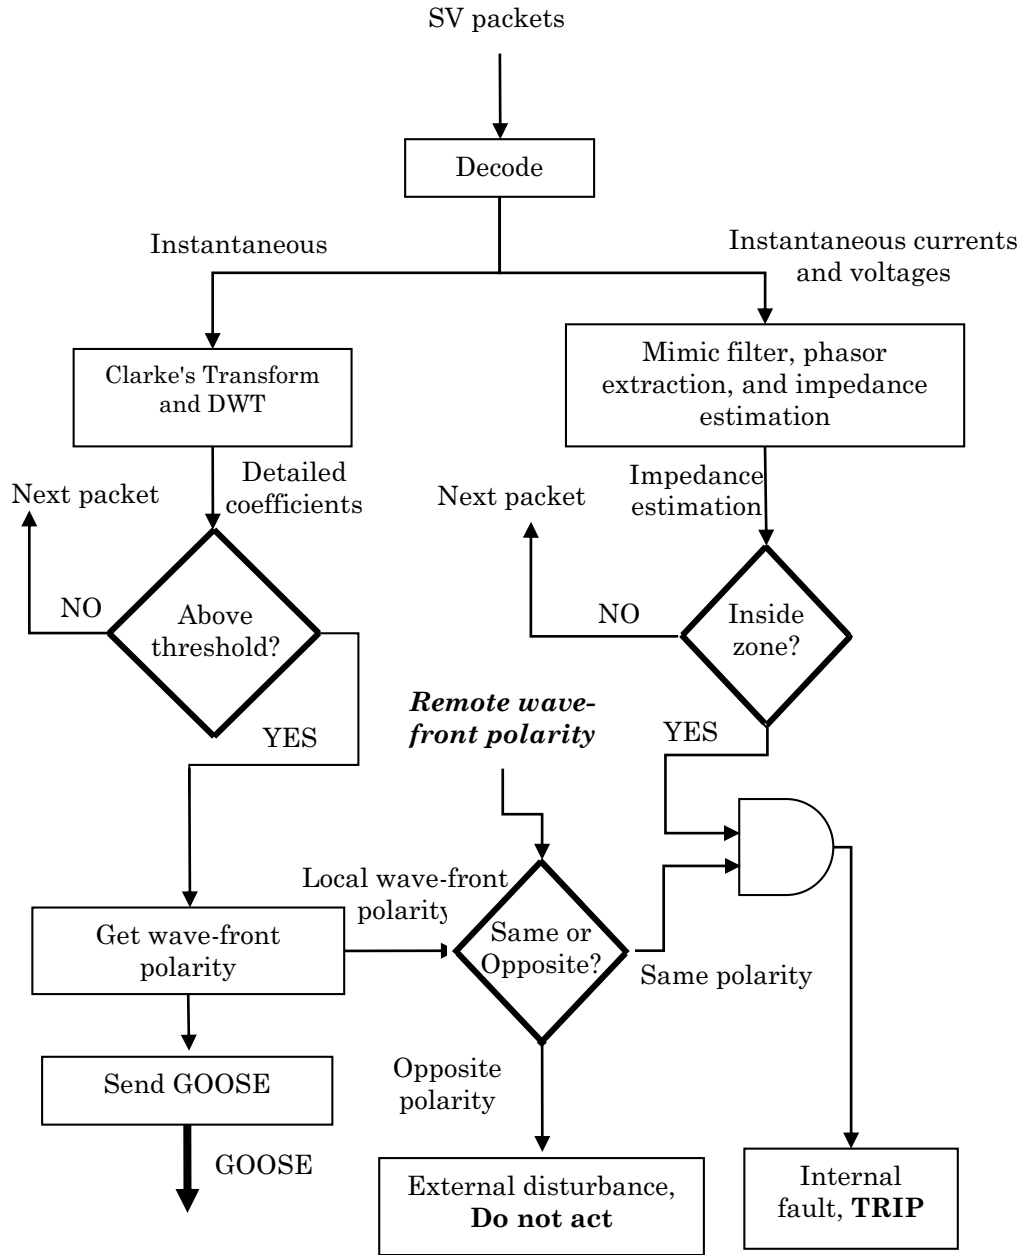 SV packets
Decode
Instantaneous
Instantaneous currents
and voltages
Clarke's Transform
and DWT
Mimic filter, phasor
extraction, and impedance
estimation
Detailed
coefficients
Next packet
Impedance
estimation
Next packet
NO
Above
threshold?
YES
NO
Inside
zone?
YES
Remote wave-
front polarity
Local wave-front
polarity
Get wave-front
polarity
Same or
Opposite?
Same polarity
Send GOOSE
GOOSE
Opposite
polarity
External disturbance,
Do not act
Internal
fault, TRIP